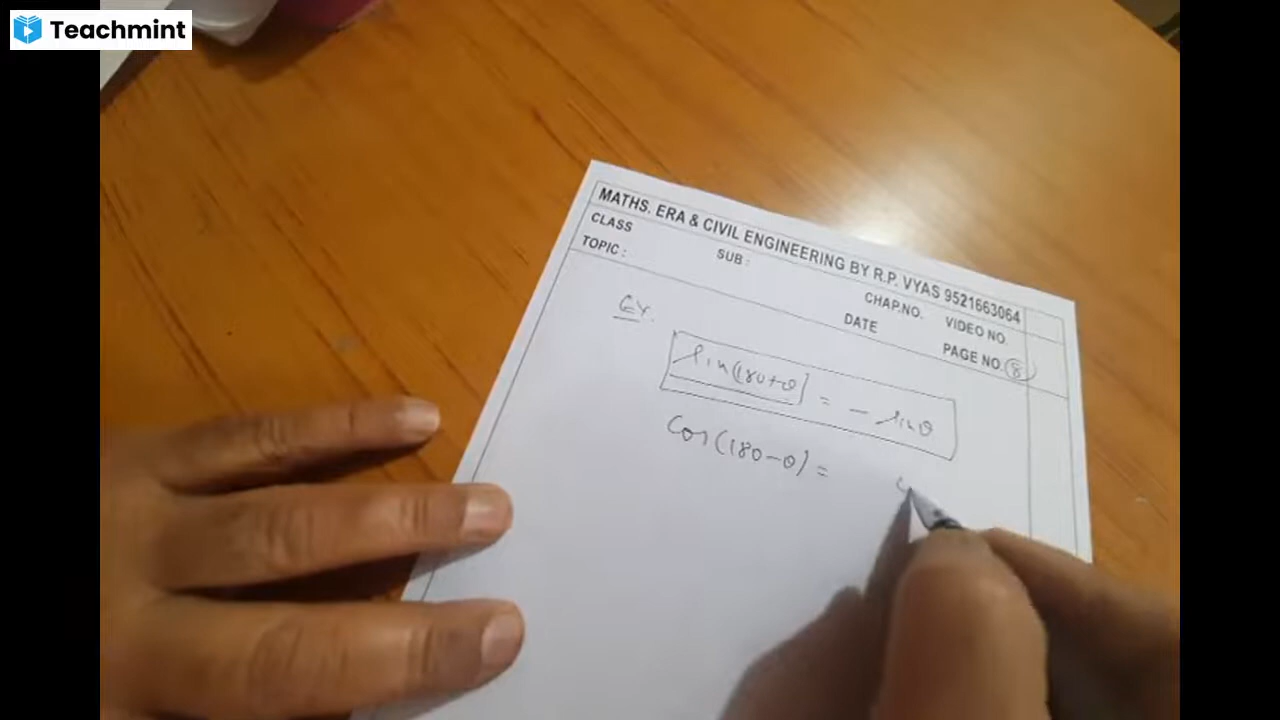 Teachmint
MATHS. ERA & CIVIL ENGINEERING BY R.P. VYAS 9521663064
CLASS SUB : CHAP.NO. VIDEO NO.
TOPIC : DATE PAGE NO. 8
Ex.
sin(180+θ) = - sinθ
Cos(180-θ) =